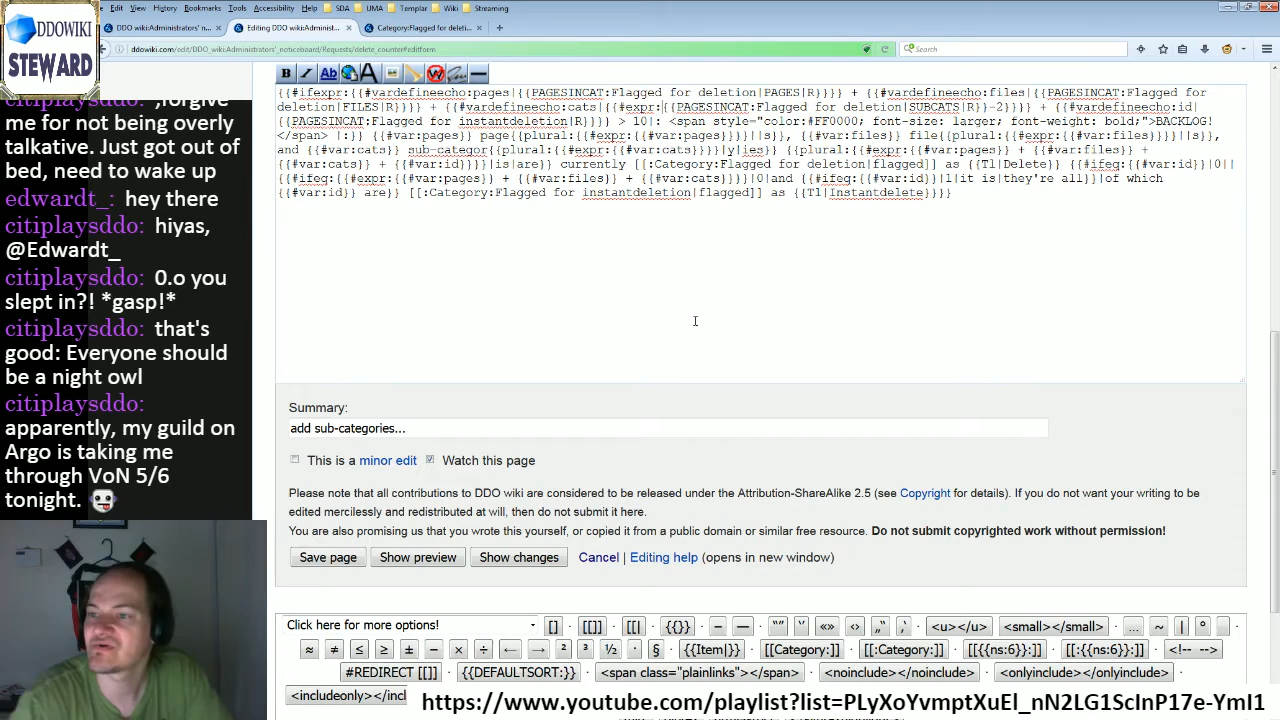 Edit View History Bookmarks Tools Accessibility Help SDA UMA Templar Wiki Streaming
DDOWIKI
STEWARD
DDO wiki:Administrators' n... Editing DDO wiki:Administ... Category:Flagged for deleti...
ddowiki.com/edit/DDO_wiki:Administrators'_noticeboard/Requests/delete_counter#editform
Search
citiplaysddo: ,forgive
me for not being overly
talkative. Just got out of
bed, need to wake up
edwardt_: hey there
citiplaysddo: hiyas,
@Edwardt_
citiplaysddo: 0.o you
slept in?! *gasp!*
citiplaysddo: that's
good: Everyone should
be a night owl
citiplaysddo:
apparently, my guild on
Argo is taking me
through VoN 5/6
tonight.
{{#ifexpr:{{#vardefineecho:pages|{{PAGESINCAT:Flagged for deletion|PAGES|R}}}} + {{#vardefineecho:files|{{PAGESINCAT:Flagged for
deletion|FILES|R}}}} + {{#vardefineecho:cats|{{#expr:{{PAGESINCAT:Flagged for deletion|SUBCATS|R}}-2}}}} + {{#vardefineecho:id|
{{PAGESINCAT:Flagged for instantdeletion|R}}}} > 10|: <span style="color:#FF0000; font-size: larger; font-weight: bold;">BACKLOG!
</span> |:}} {{#var:pages}} page{{plural:{{#expr:{{#var:pages}}}}||s}}, {{#var:files}} file{{plural:{{#expr:{{#var:files}}}}||s}},
and {{#var:cats}} sub-categor{{plural:{{#expr:{{#var:cats}}}}|y|ies}} {{plural:{{#expr:{{#var:pages}} + {{#var:files}} +
{{#var:cats}} + {{#var:id}}}}|is|are}} currently [[:Category:Flagged for deletion|flagged]] as {{Tl|Delete}} {{#ifeq:{{#var:id}}|0||
{{#ifeq:{{#expr:{{#var:pages}} + {{#var:files}} + {{#var:cats}}}}|0|and {{#ifeq:{{#var:id}}|1|it is|they're all}}|of which
{{#var:id}} are}} [[:Category:Flagged for instantdeletion|flagged]] as {{Tl|Instantdelete}}}}
Summary:
add sub-categories...
This is a minor edit Watch this page
Please note that all contributions to DDO wiki are considered to be released under the Attribution-ShareAlike 2.5 (see Copyright for details). If you do not want your writing to be
edited mercilessly and redistributed at will, then do not submit it here.
You are also promising us that you wrote this yourself, or copied it from a public domain or similar free resource. Do not submit copyrighted work without permission!
Save page Show preview Show changes Cancel | Editing help (opens in new window)
Click here for more options! [] · [[]] · [[| · {{}} · – · — · “” · ‘’ · «» · ‹› · „“ · ‚‘ · <u></u> · <small></small> · … · ~ · | · ° ·
≈ · ≠ · ≤ · ≥ · ± · − · × · ÷ · ← · → · ² · ³ · ½ · · · § · {{Item|}} · [[Category:]] · [[:Category:]] · [[{{ns:6}}:]] · [[:{{ns:6}}:]] · <!-- -->
#REDIRECT [[]] · {{DEFAULTSORT:}} · <span class="plainlinks"></span> · <noinclude></noinclude> · <onlyinclude></onlyinclude> ·
<includeonly></incl
https://www.youtube.com/playlist?list=PLyXoYvmptXuEl_nN2LG1ScInP17e-YmI1